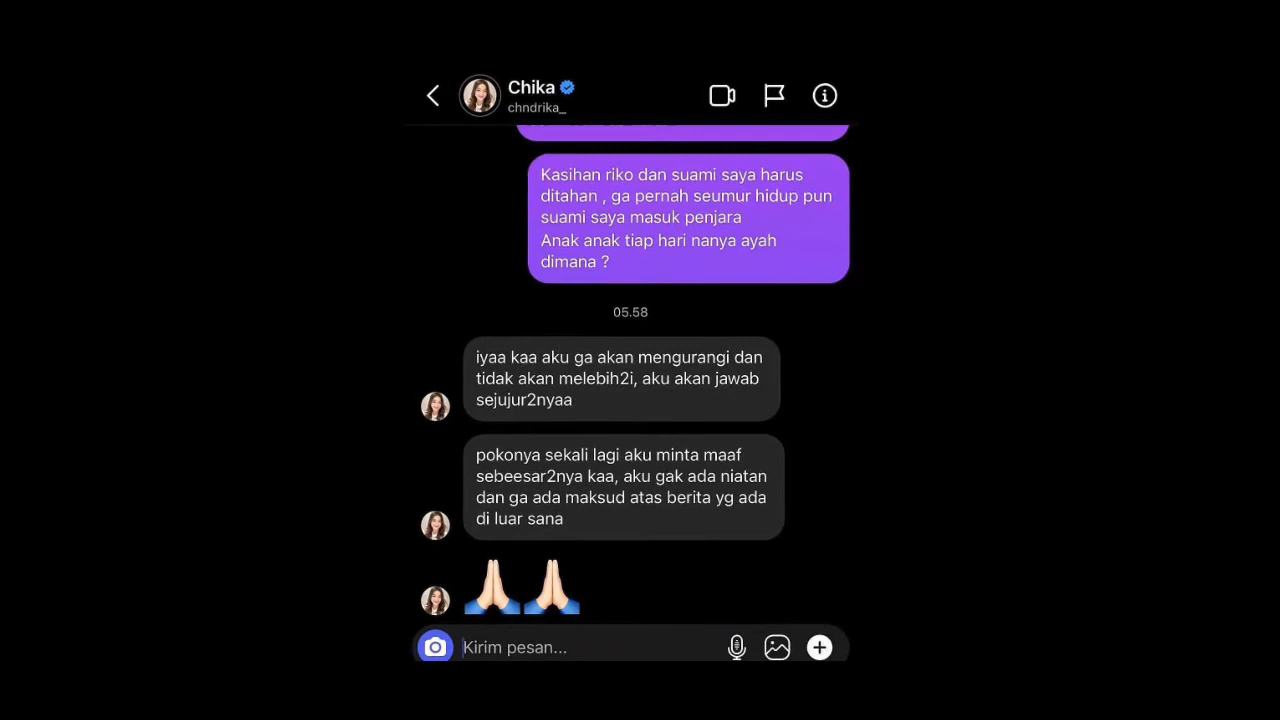 Chika
chndrika_
Kasihan riko dan suami saya harus
ditahan , ga pernah seumur hidup pun
suami saya masuk penjara
Anak anak tiap hari nanya ayah
dimana ?
05.58
iyaa kaa aku ga akan mengurangi dan
tidak akan melebih2i, aku akan jawab
sejujur2nyaa
pokonya sekali lagi aku minta maaf
sebeesar2nya kaa, aku gak ada niatan
dan ga ada maksud atas berita yg ada
di luar sana
Kirim pesan...